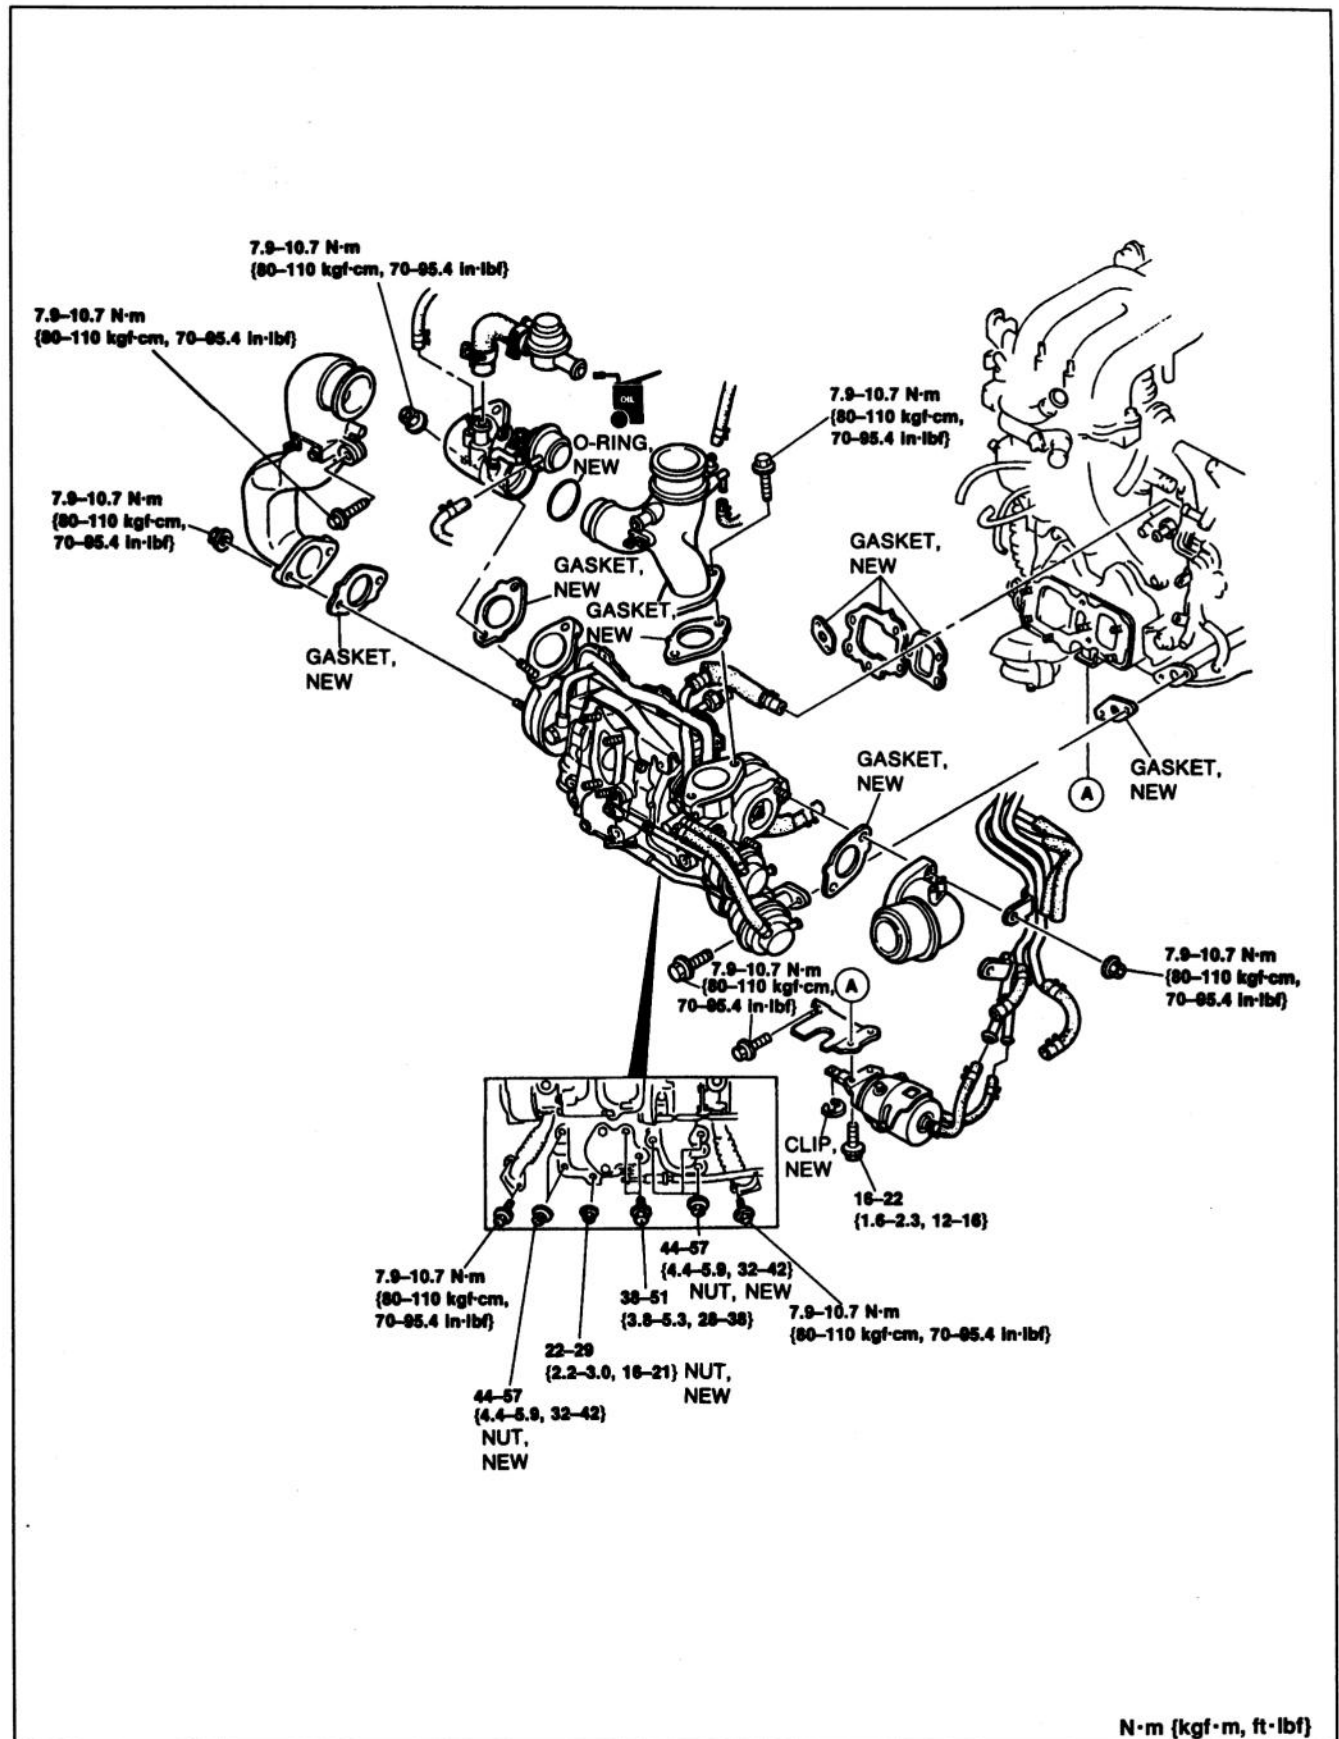 7.9–10.7 N·m
{80–110 kgf·cm, 70–95.4 in·lbf}
7.9–10.7 N·m
{80–110 kgf·cm, 70–95.4 in·lbf}
OIL
7.9–10.7 N·m
{80–110 kgf·cm,
70–95.4 in·lbf}
O-RING,
NEW
7.9–10.7 N·m
{80–110 kgf·cm,
70–95.4 in·lbf}
GASKET,
NEW
GASKET,
NEW
GASKET,
NEW
GASKET,
NEW
GASKET,
NEW
GASKET,
NEW
A
7.9–10.7 N·m
{80–110 kgf·cm,
70–95.4 in·lbf}
A
7.9–10.7 N·m
{80–110 kgf·cm,
70–95.4 in·lbf}
CLIP,
NEW
16–22
{1.6–2.3, 12–16}
44–57
{4.4–5.9, 32–42}
NUT, NEW
7.9–10.7 N·m
{80–110 kgf·cm,
70–95.4 in·lbf}
38–51
{3.8–5.3, 28–38}
7.9–10.7 N·m
{80–110 kgf·cm, 70–95.4 in·lbf}
22–29
{2.2–3.0, 16–21}
NUT,
NEW
44–57
{4.4–5.9, 32–42}
NUT,
NEW
N·m {kgf·m, ft·lbf}